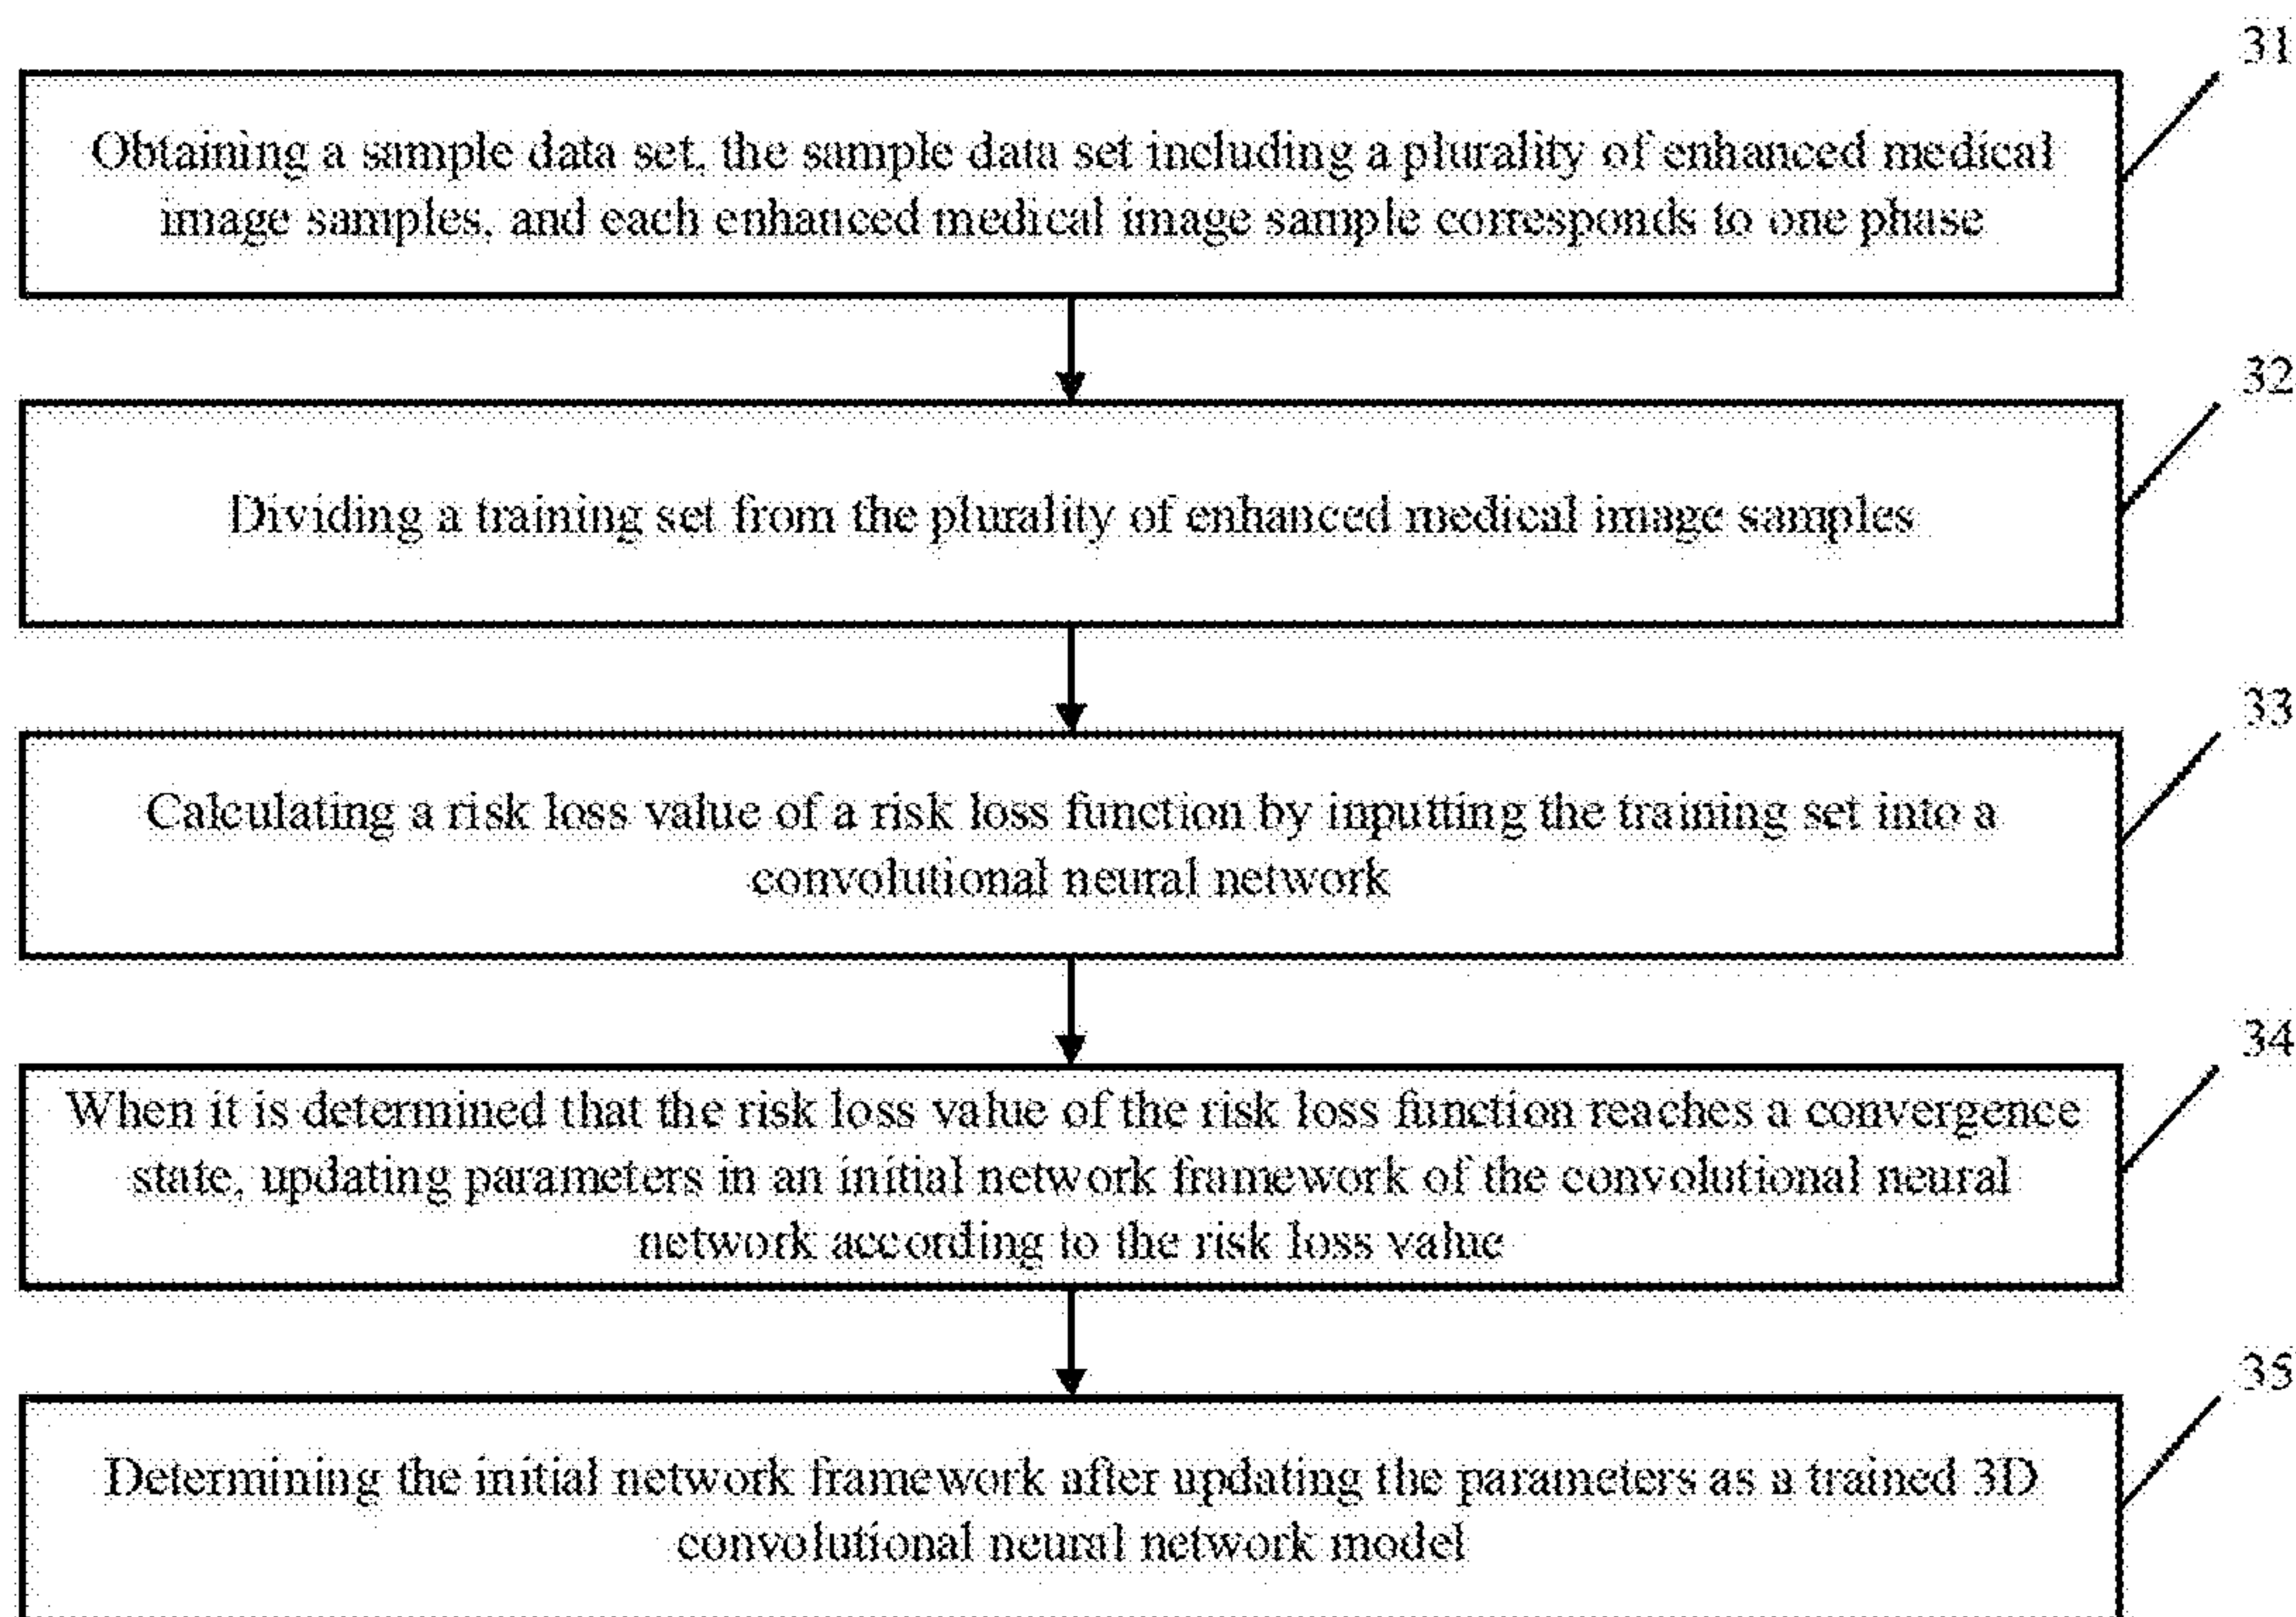 31
Obtaining a sample data set, the sample data set including a plurality of enhanced medical
image samples, and each enhanced medical image sample corresponds to one phase
32
Dividing a training set from the plurality of enhanced medical image samples
33
Calculating a risk loss value of a risk loss function by inputting the training set into a
convolutional neural network
34
When it is determined that the risk loss value of the risk loss function reaches a convergence
state, updating parameters in an initial network framework of the convolutional neural
network according to the risk loss value
35
Determining the initial network framework after updating the parameters as a trained 3D
convolutional neural network model